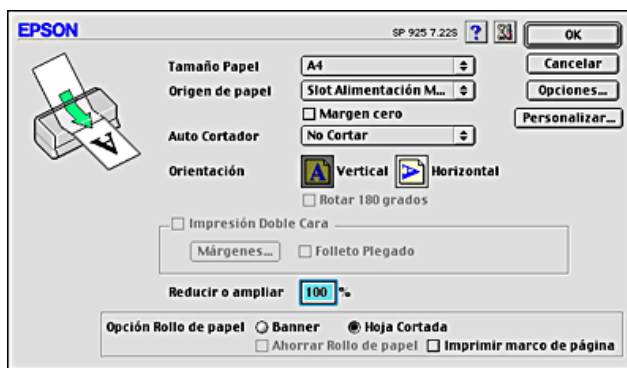 EPSON SP 925 7.22S ? OK
Tamaño Papel A4 Cancelar
Origen de papel Slot Alimentación M... Opciones...
Margen cero Personalizar...
Auto Cortador No Cortar
Orientación A Vertical A Horizontal
Rotar 180 grados
Impresión Doble Cara
Márgenes... Folleto Plegado
Reducir o ampliar 100 %
Opción Rollo de papel Banner Hoja Cortada
Ahorrar Rollo de papel Imprimir marco de página
A